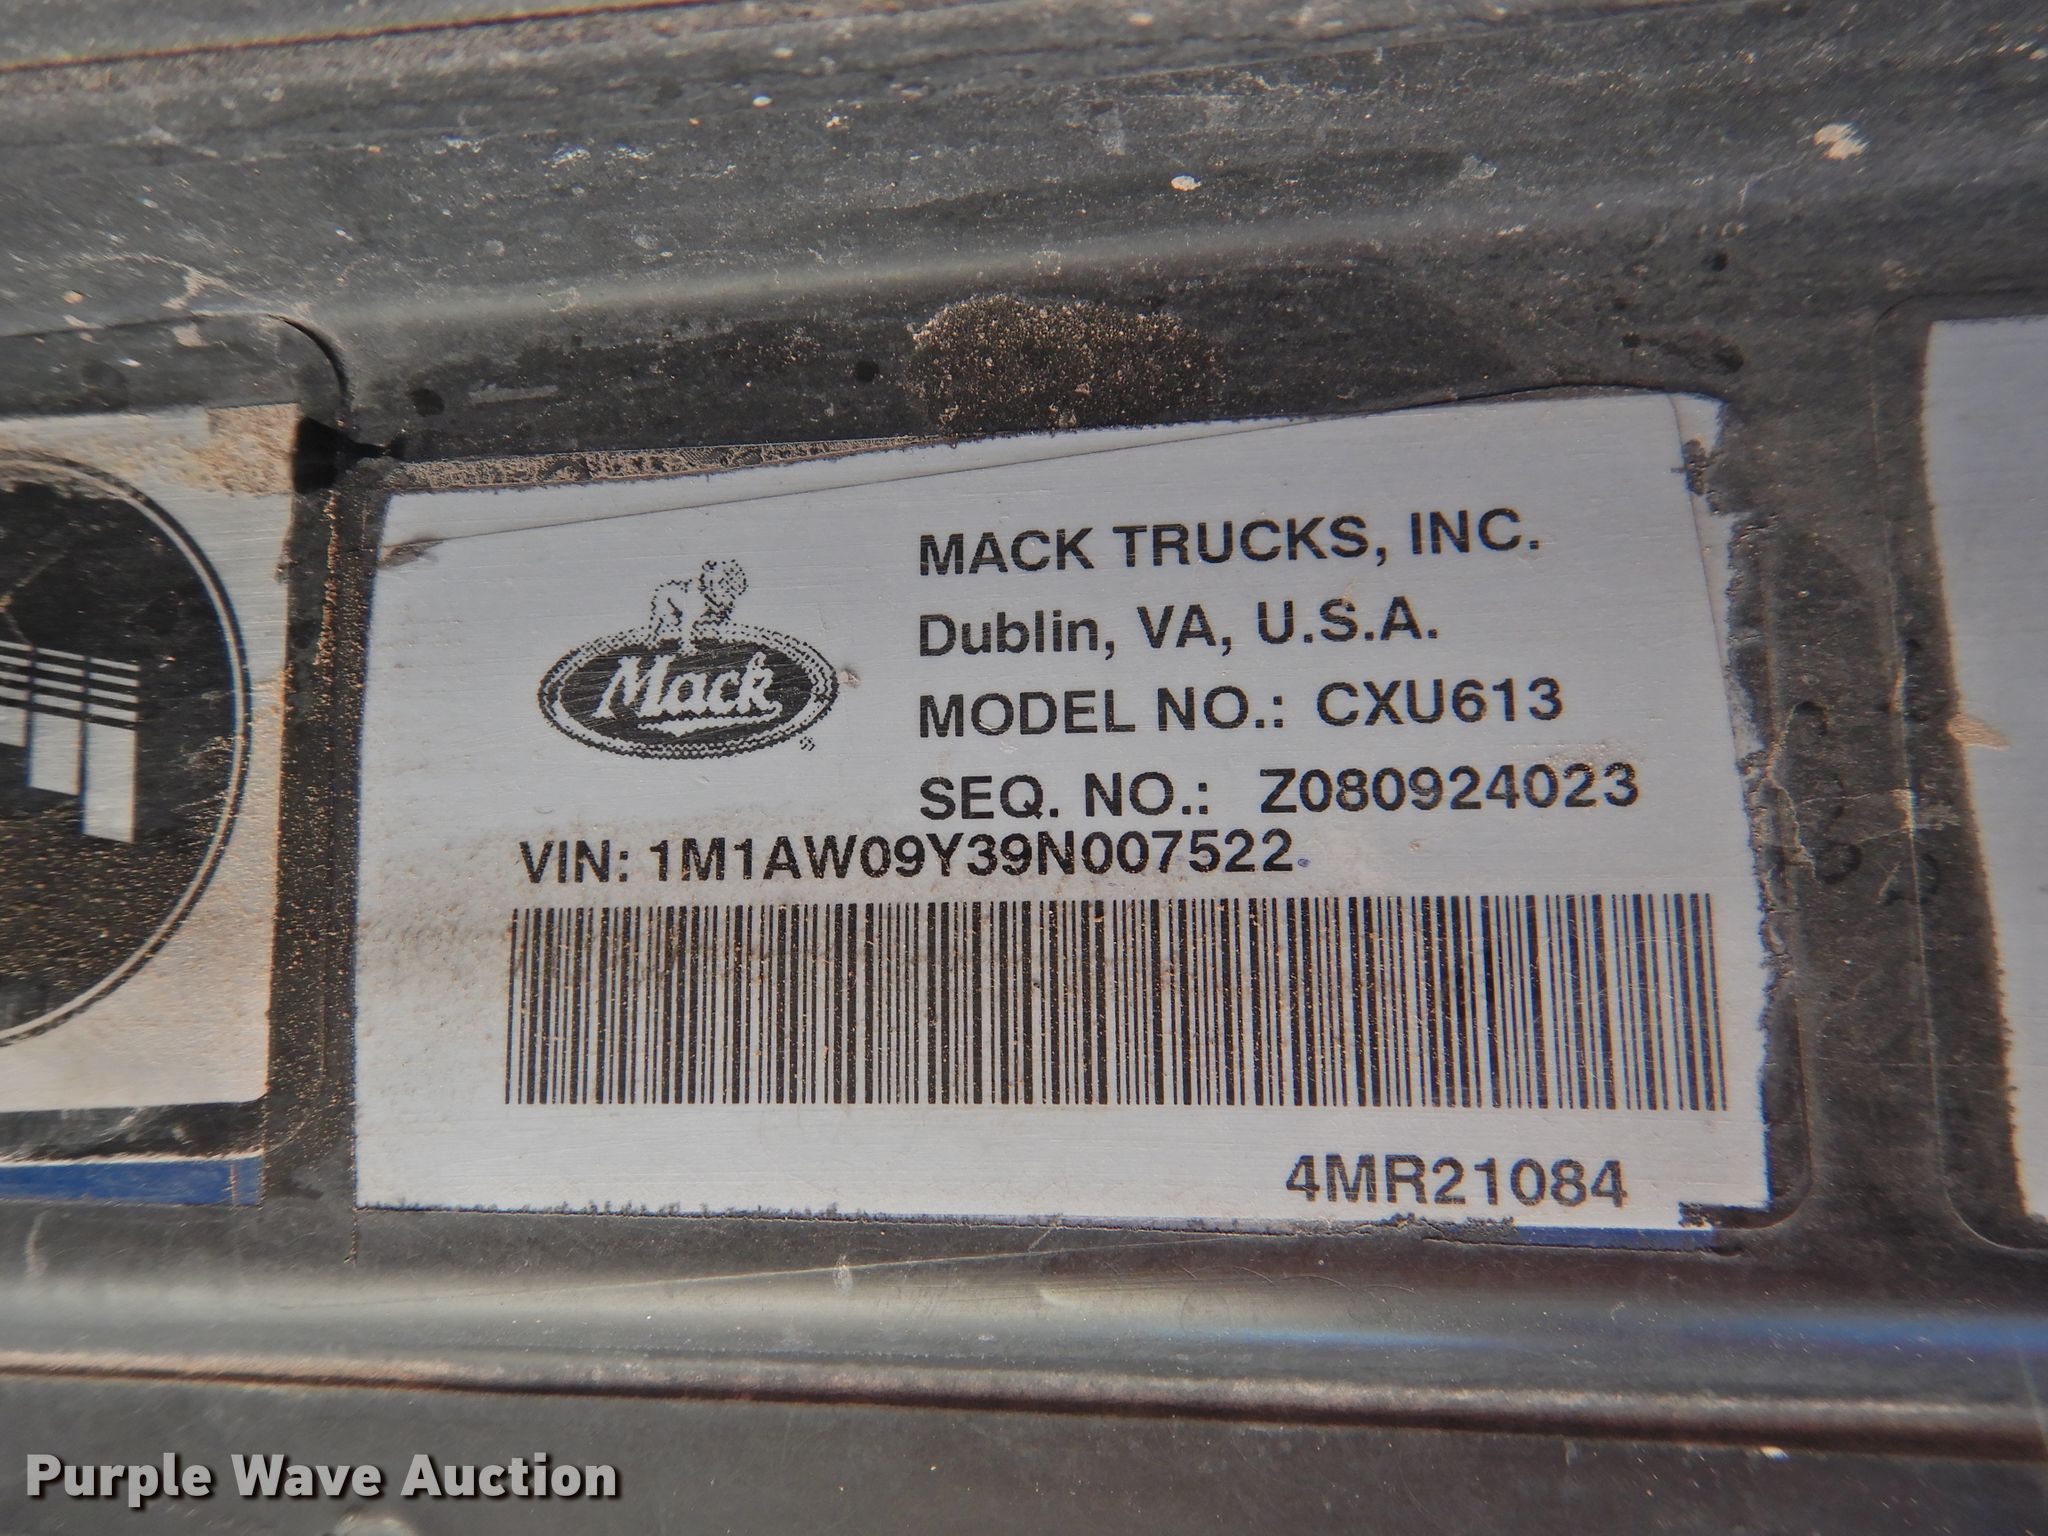 MACK TRUCKS, INC.
Dublin, VA, U.S.A.
Mack
MODEL NO.: CXU613
SEQ. NO.: Z080924023
VIN: 1M1AW09Y39N007522
4MR21084
Purple Wave Auction